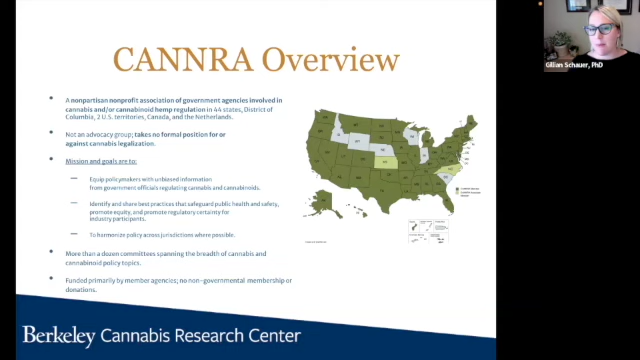 CANNRA Overview
• A nonpartisan nonprofit association of government agencies involved in
cannabis and/or cannabinoid hemp regulation in 44 states, District of
Columbia, 2 U.S. territories, Canada, and the Netherlands.
• Not an advocacy group; takes no formal position for or
against cannabis legalization.
• Mission and goals are to:
– Equip policymakers with unbiased information
from government officials regulating cannabis and cannabinoids.
– Identify and share best practices that safeguard public health and safety,
promote equity, and promote regulatory certainty for
industry participants.
– To harmonize policy across jurisdictions where possible.
• More than a dozen committees spanning the breadth of cannabis and
cannabinoid policy topics.
• Funded primarily by member agencies; no non-governmental membership or
donations.
Berkeley Cannabis Research Center
Gillian Schauer, PhD